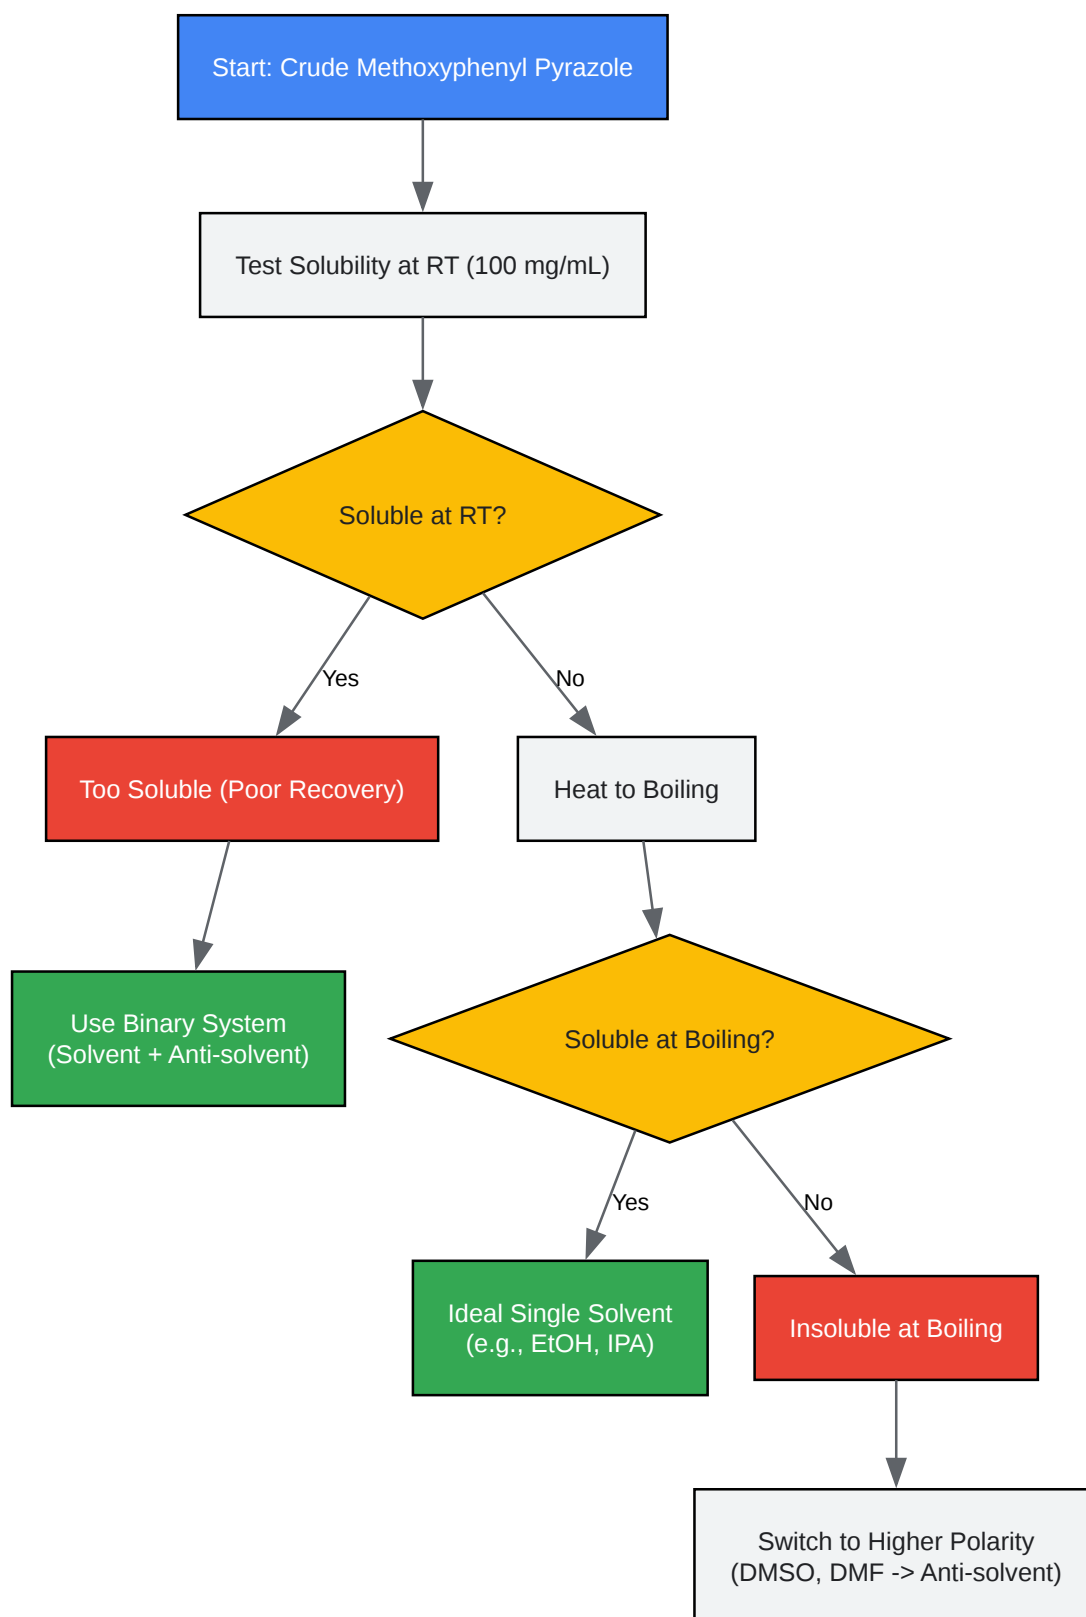 Start: Crude Methoxyphenyl Pyrazole
Test Solubility at RT (100 mg/mL)
Soluble at RT?
Yes
No
Too Soluble (Poor Recovery)
Heat to Boiling
Use Binary System
(Solvent + Anti-solvent)
Soluble at Boiling?
Yes
No
Ideal Single Solvent
(e.g., EtOH, IPA)
Insoluble at Boiling
Switch to Higher Polarity
(DMSO, DMF -> Anti-solvent)